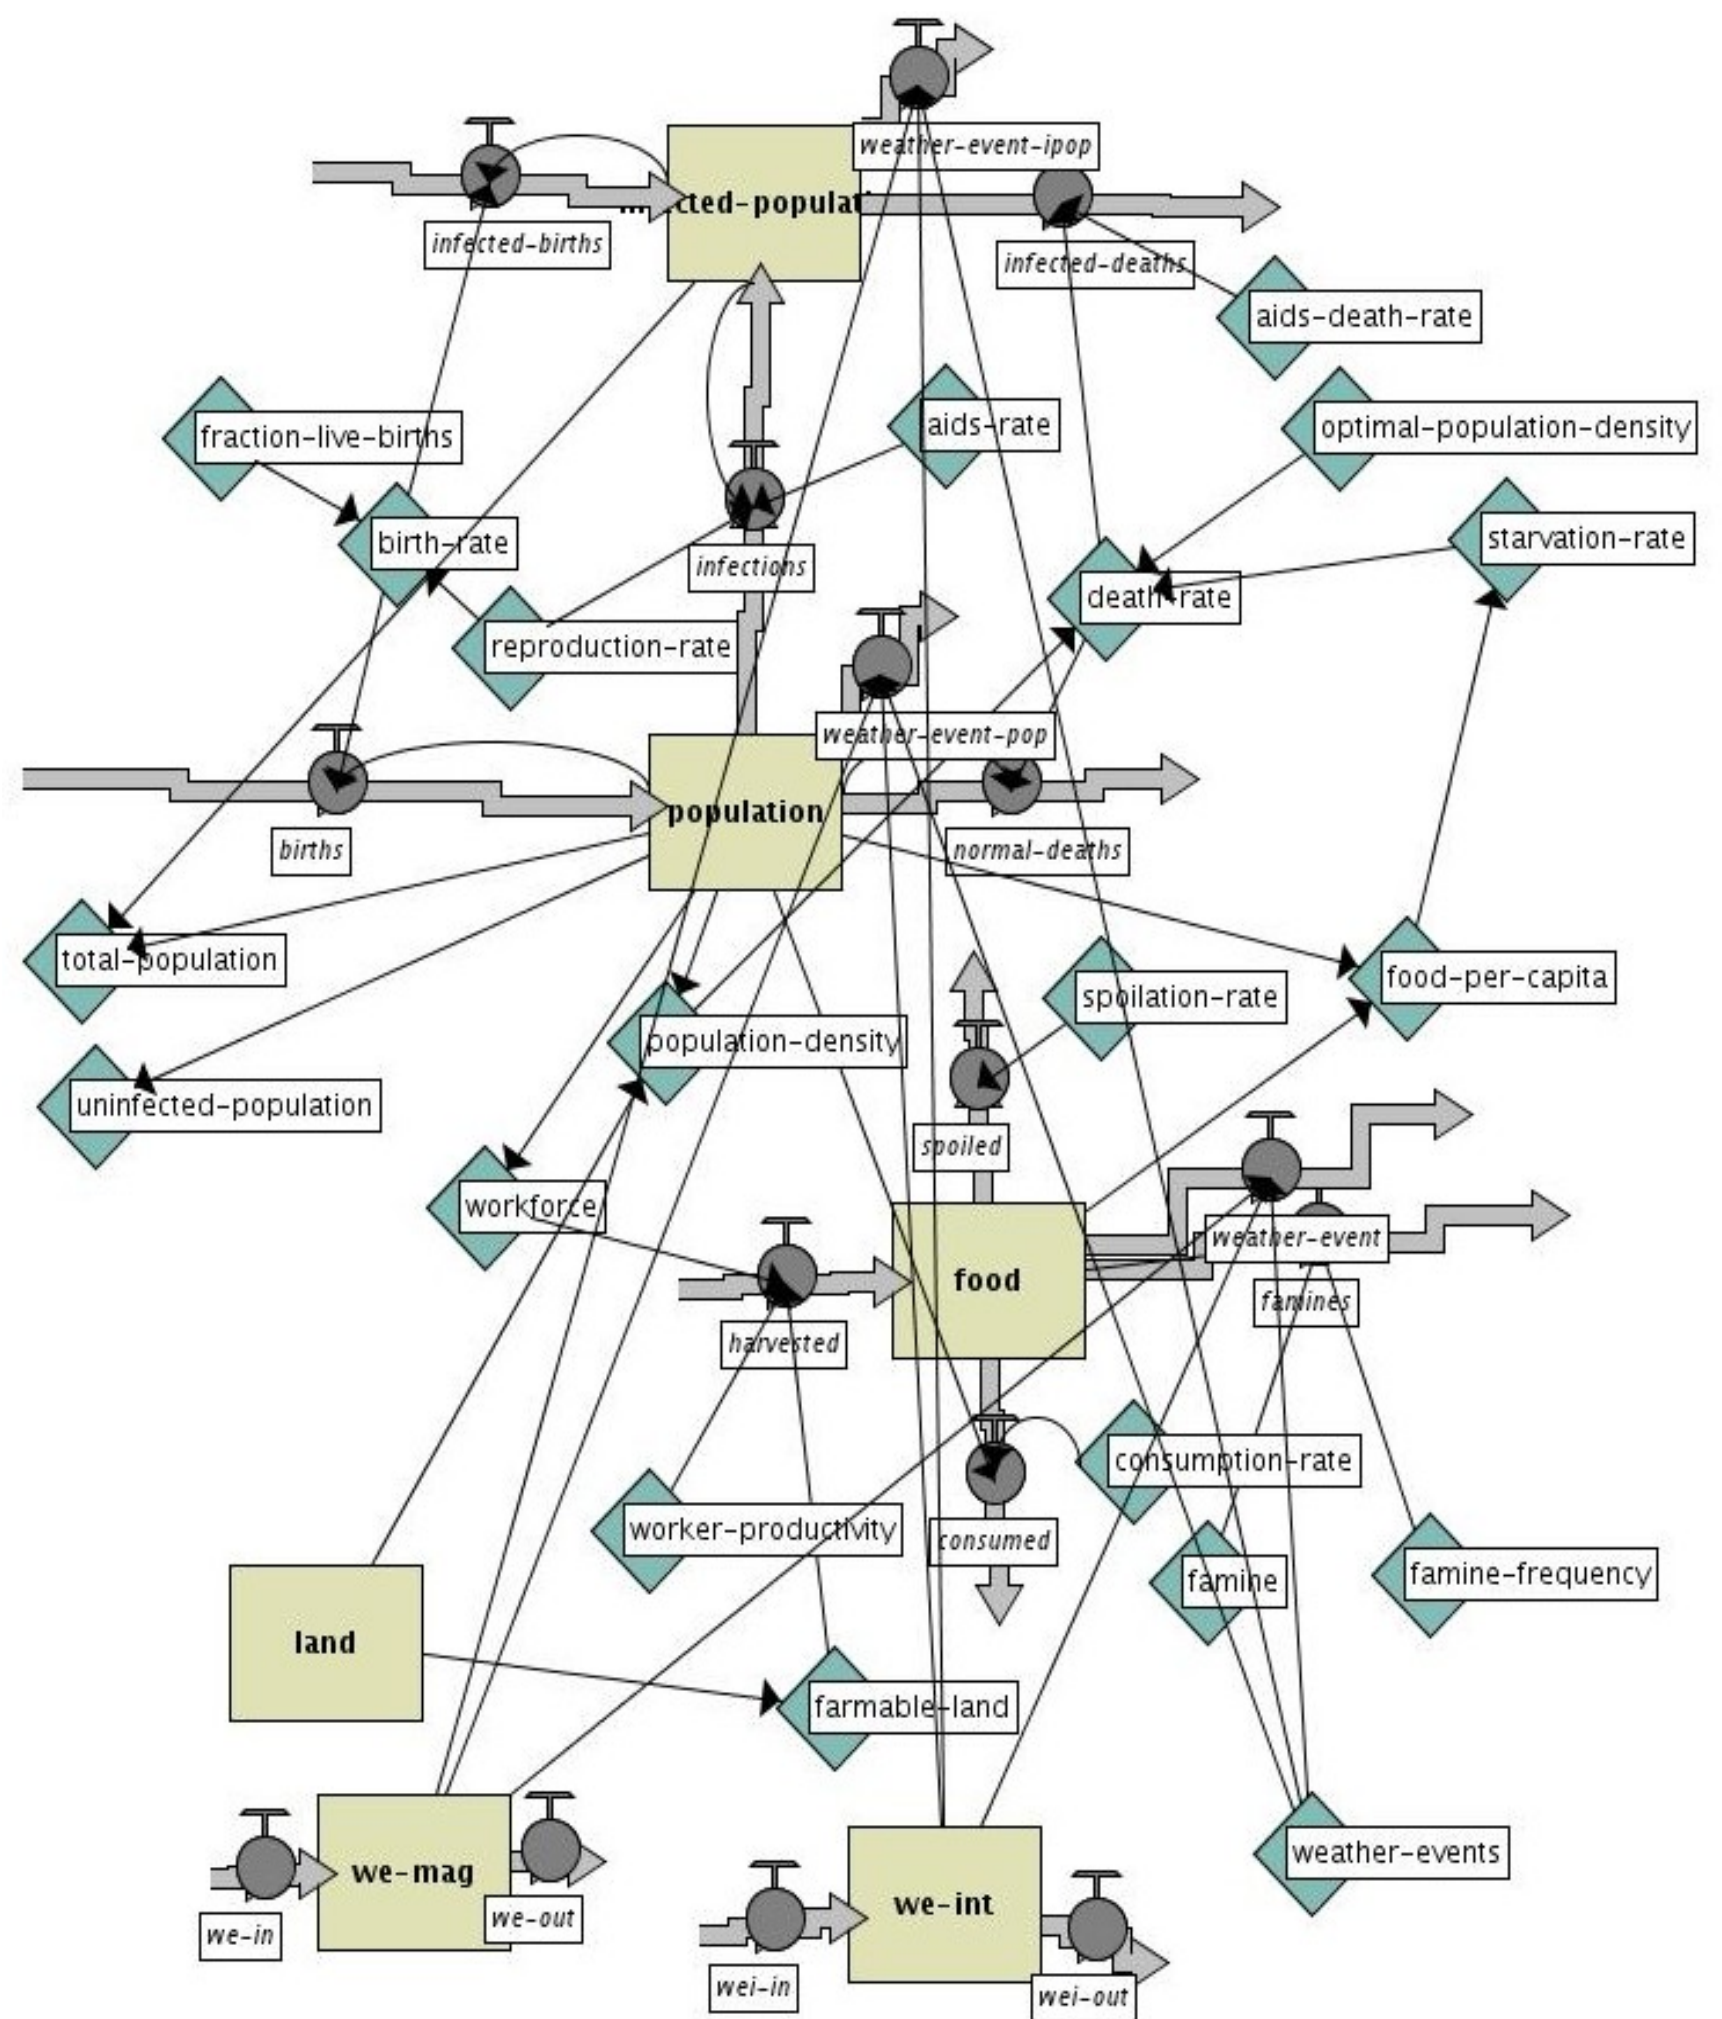 weather-event-ipop
cted-populat
infected-births
infected-deaths
aids-death-rate
fraction-live-births
aids-rate
optimal-population-density
birth-rate
starvation-rate
infections
death-rate
reproduction-rate
weather-event-pop
population
births
normal-deaths
total-population
food-per-capita
spoilation-rate
population-density
uninfected-population
spoiled
workforce
weather-event
food
famines
harvested
consumption-rate
worker-productivity
consumed
famine
famine-frequency
land
farmable-land
weather-events
we-mag
we-int
we-out
we-in
wei-in
wei-out